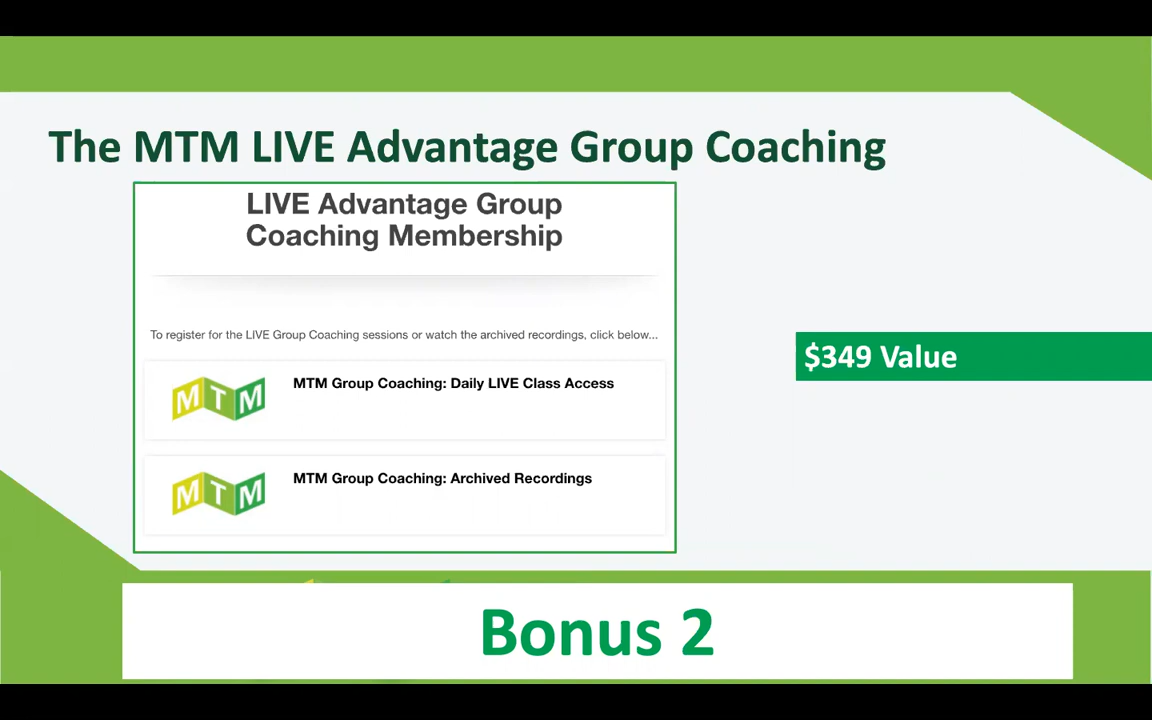 The MTM LIVE Advantage Group Coaching
LIVE Advantage Group
Coaching Membership
To register for the LIVE Group Coaching sessions or watch the archived recordings, click below...
MTM
MTM Group Coaching: Daily LIVE Class Access
MTM
MTM Group Coaching: Archived Recordings
$349 Value
Bonus 2